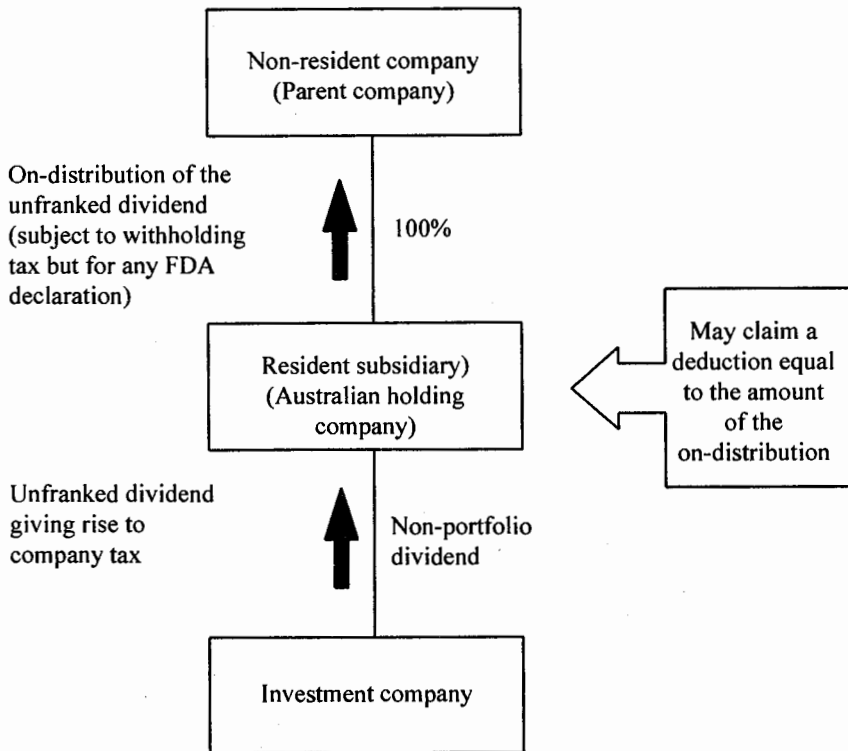 Non-resident company
(Parent company)
On-distribution of the
unfranked dividend
(subject to withholding
tax but for any FDA
declaration)
100%
Resident subsidiary)
(Australian holding
company)
May claim a
deduction equal
to the amount
of the
on-distribution
Unfranked dividend
giving rise to
company tax
Non-portfolio
dividend
Investment company